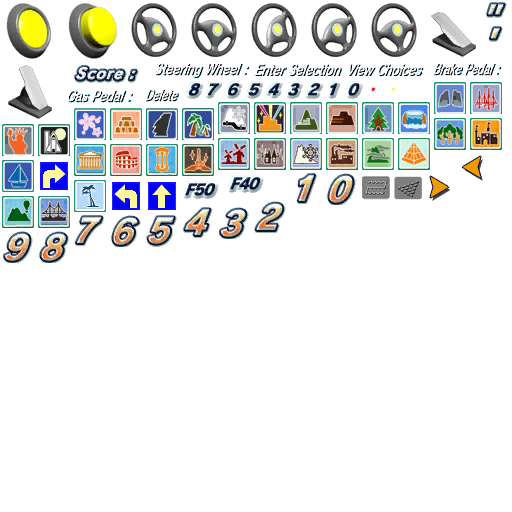 "
'
Score :
Steering Wheel : Enter Selection View Choices Brake Pedal :
Gas Pedal : Delete 8 7 6 5 4 3 2 1 0
F50 F40 1 0
9 8 7 6 5 4 3 2